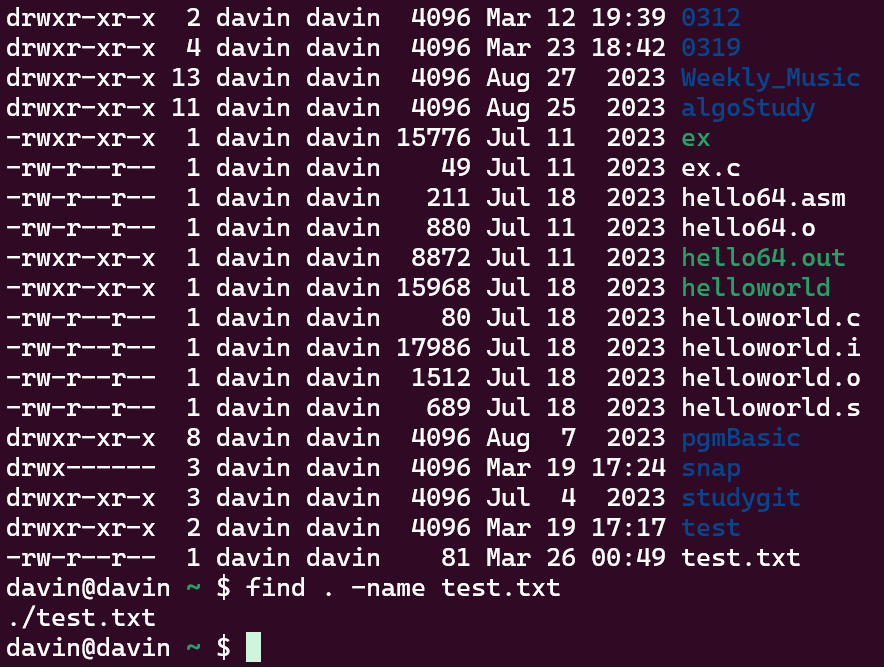 drwxr-xr-x  2 davin davin  4096 Mar 12 19:39 0312
drwxr-xr-x  4 davin davin  4096 Mar 23 18:42 0319
drwxr-xr-x 13 davin davin  4096 Aug 27  2023 Weekly_Music
drwxr-xr-x 11 davin davin  4096 Aug 25  2023 algoStudy
-rwxr-xr-x  1 davin davin 15776 Jul 11  2023 ex
-rw-r--r--  1 davin davin    49 Jul 11  2023 ex.c
-rw-r--r--  1 davin davin   211 Jul 18  2023 hello64.asm
-rw-r--r--  1 davin davin   880 Jul 11  2023 hello64.o
-rwxr-xr-x  1 davin davin  8872 Jul 11  2023 hello64.out
-rwxr-xr-x  1 davin davin 15968 Jul 18  2023 helloworld
-rw-r--r--  1 davin davin    80 Jul 18  2023 helloworld.c
-rw-r--r--  1 davin davin 17986 Jul 18  2023 helloworld.i
-rw-r--r--  1 davin davin  1512 Jul 18  2023 helloworld.o
-rw-r--r--  1 davin davin   689 Jul 18  2023 helloworld.s
drwxr-xr-x  8 davin davin  4096 Aug  7  2023 pgmBasic
drwx------  3 davin davin  4096 Mar 19 17:24 snap
drwxr-xr-x  3 davin davin  4096 Jul  4  2023 studygit
drwxr-xr-x  2 davin davin  4096 Mar 19 17:17 test
-rw-r--r--  1 davin davin    81 Mar 26 00:49 test.txt
davin@davin ~ $ find . -name test.txt
./test.txt
davin@davin ~ $